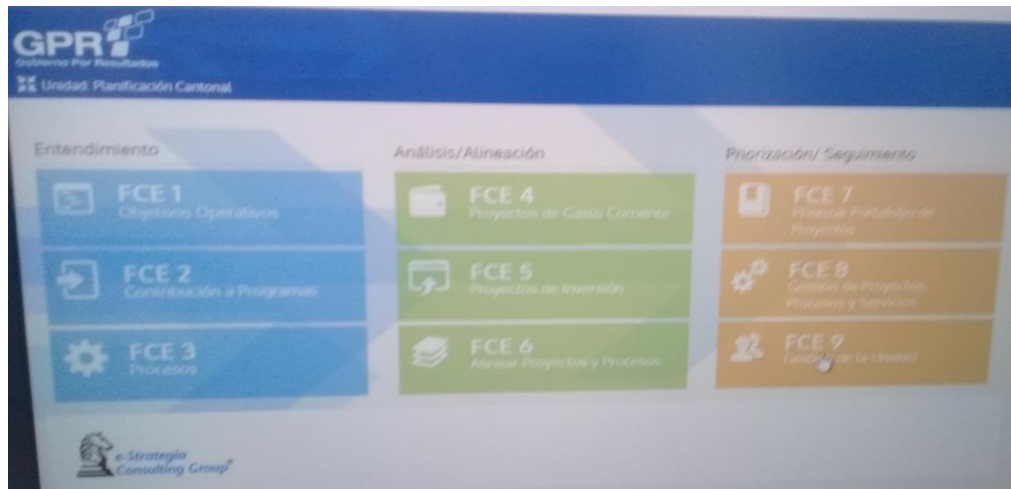 GPR
Gobierno Por Resultados
Unidad: Planificación Cantonal
Entendimiento
FCE 1
Objetivos Operativos
FCE 2
Contribución a Programas
FCE 3
Procesos
Análisis/Alineación
FCE 4
Proyectos de Gasto Corriente
FCE 5
Proyectos de Inversión
FCE 6
Alinear Proyectos y Procesos
Priorización/ Seguimiento
FCE 7
Priorizar Portafolio de
Proyectos
FCE 8
Gestión de Proyectos,
Procesos y Servicios
FCE 9
Gestión de la Unidad
e-Strategia
Consulting Group